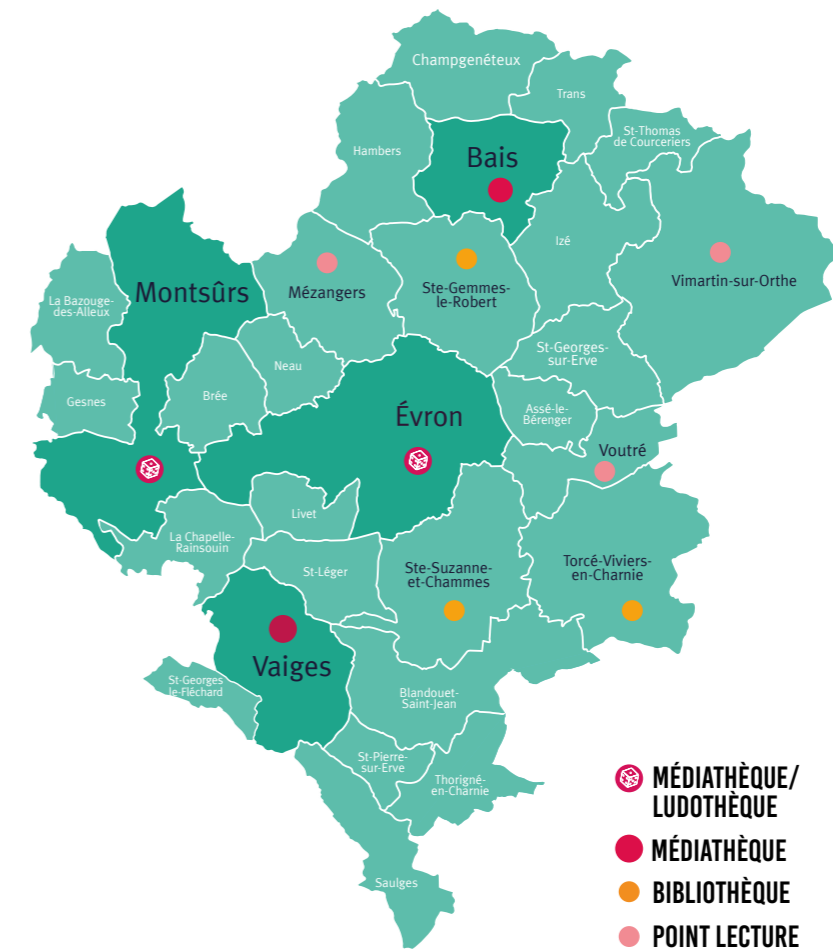 Champgenéteux
Trans
St-Thomas
de Courceriers
Hambers
Bais
Izé
Vimartin-sur-Orthe
Mézangers
Ste-Gemmes-
le-Robert
La Bazouge-
des-Alleux
Montsûrs
Neau
St-Georges-
sur-Erve
Gesnes
Brée
Évron
Assé-le-
Bérenger
Voutré
Livet
La Chapelle-
Rainsouin
St-Léger
Ste-Suzanne-
et-Chammes
Torcé-Viviers-
en-Charnie
Vaiges
St-Georges
le-Fléchard
Blandouet-
Saint-Jean
St-Pierre-
sur-Erve
Thorigné-
en-Charnie
Saulges
MÉDIATHÈQUE/
LUDOTHÈQUE
MÉDIATHÈQUE
BIBLIOTHÈQUE
POINT LECTURE